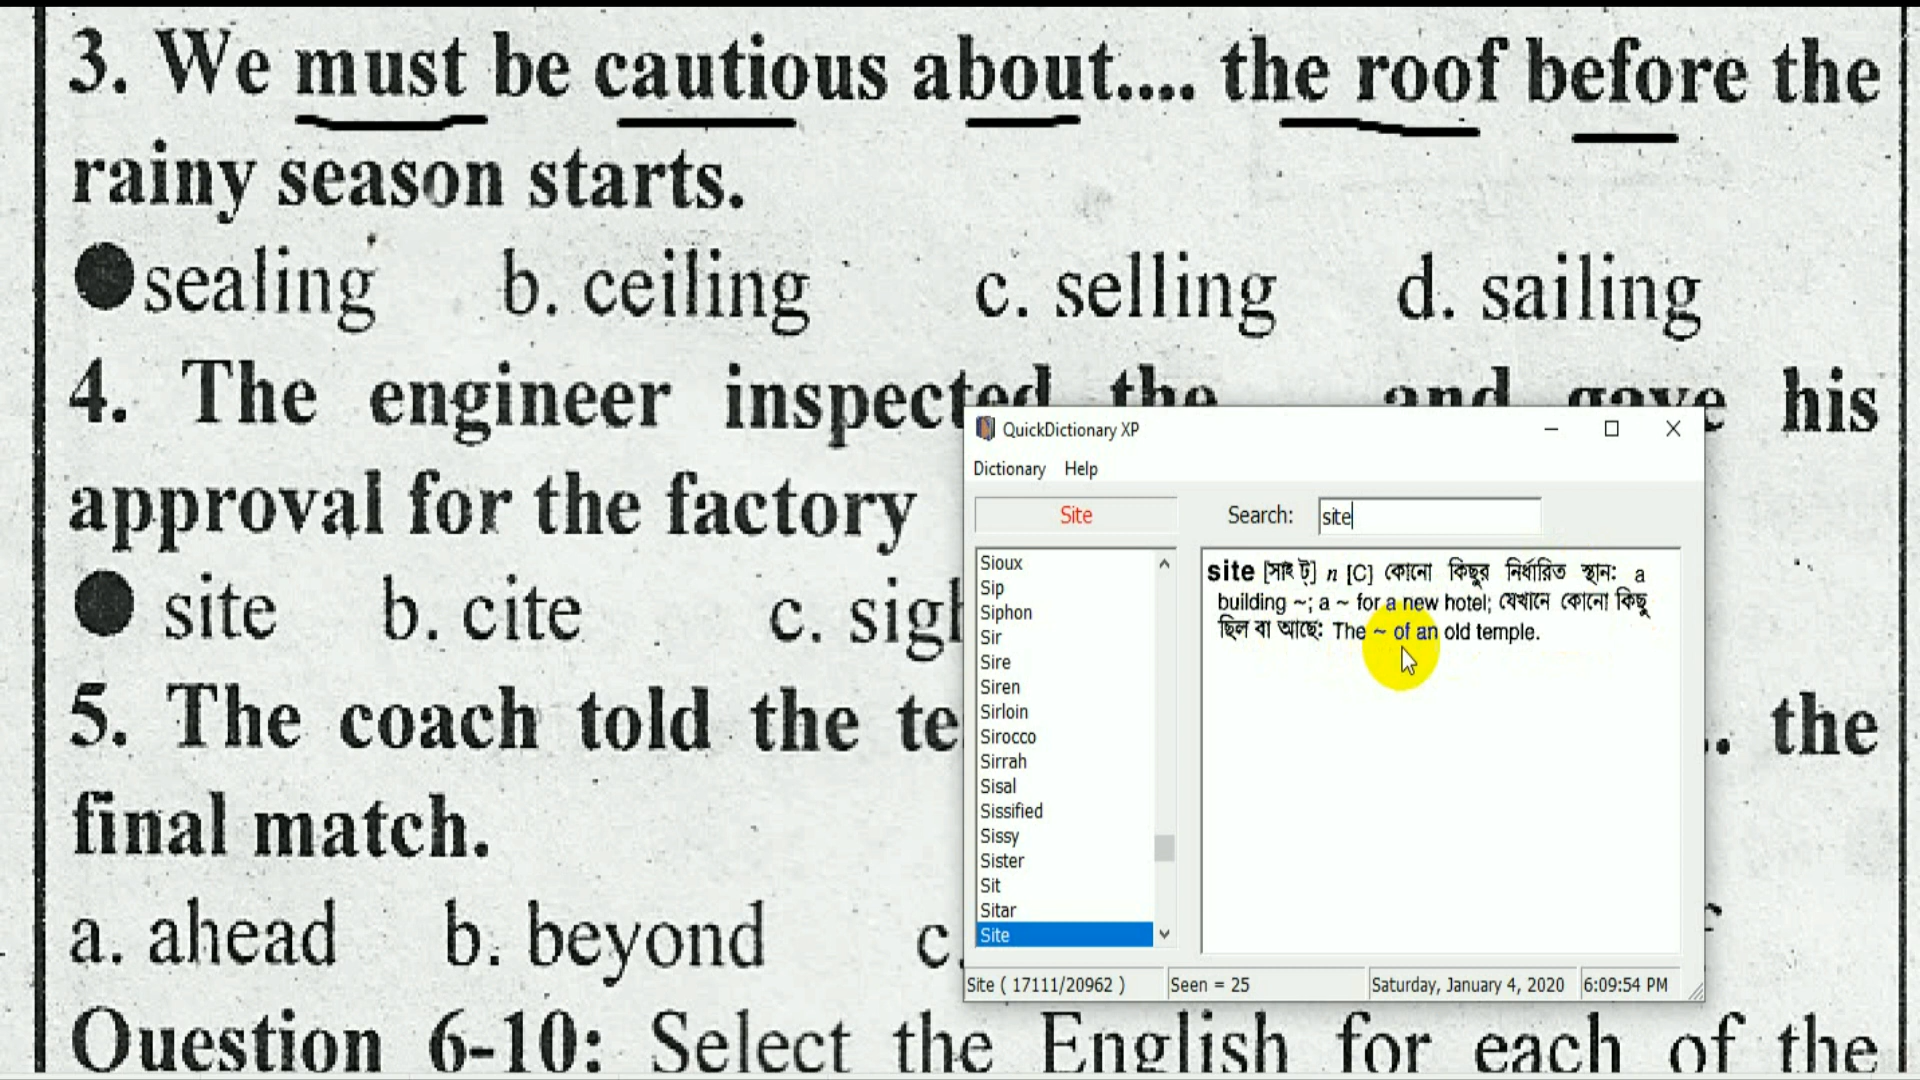 3. We must be cautious about.... the roof before the
rainy season starts.
sealing b. ceiling c. selling d. sailing
4. The engineer inspected the and gave his
approval for the factory
site b. cite c.
5. The coach told the .. the
final match.
a. ahead b. beyond c.
Question 6-10: Select the English for each of the
QuickDictionary XP
Dictionary Help
Site Search: site
Sioux
Sip
Siphon
Sir
Sire
Siren
Sirloin
Sirocco
Sirrah
Sisal
Sissified
Sissy
Sister
Sit
Sitar
Site
site [সাইট্] n [C] কোনো কিছুর নির্ধারিত স্থান: a
building ~; a ~ for a new hotel; যেখানে কোনো কিছু
ছিল বা আছে: The ~ of an old temple.
Site ( 17111/20962 ) Seen = 25 Saturday, January 4, 2020 6:09:54 PM